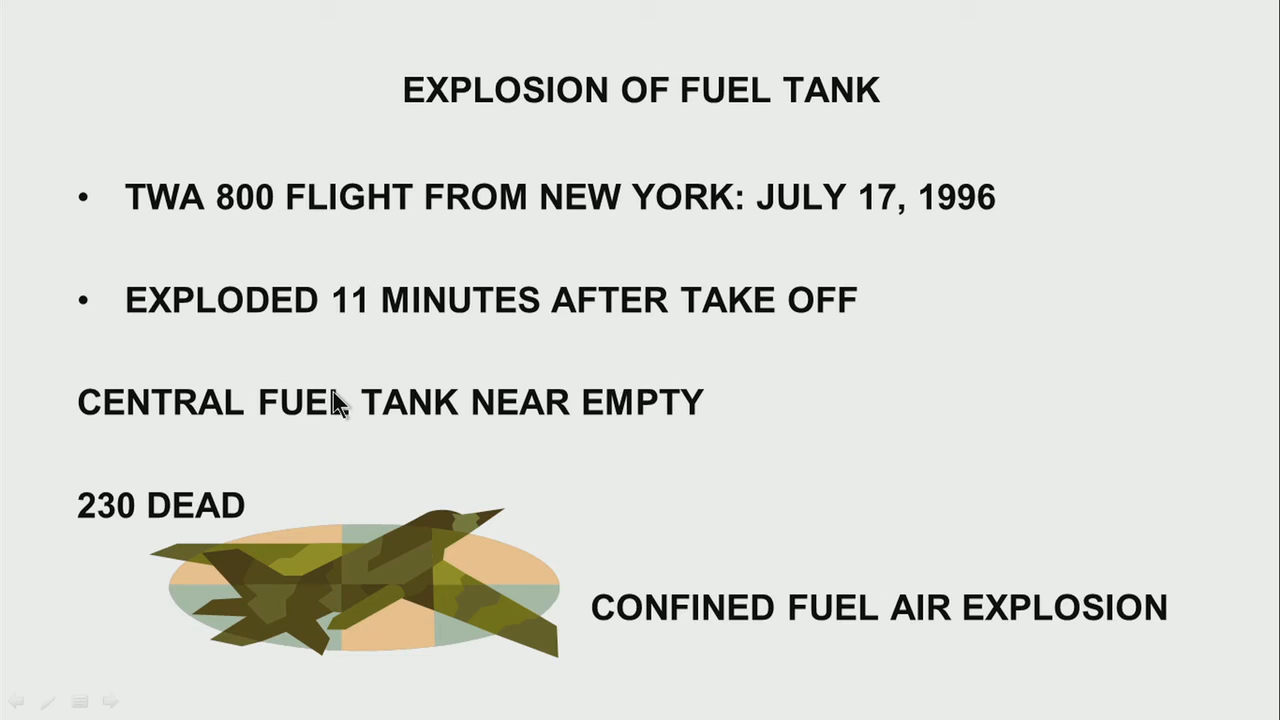 EXPLOSION OF FUEL TANK
• TWA 800 FLIGHT FROM NEW YORK: JULY 17, 1996
• EXPLODED 11 MINUTES AFTER TAKE OFF
CENTRAL FUEL TANK NEAR EMPTY
230 DEAD
CONFINED FUEL AIR EXPLOSION